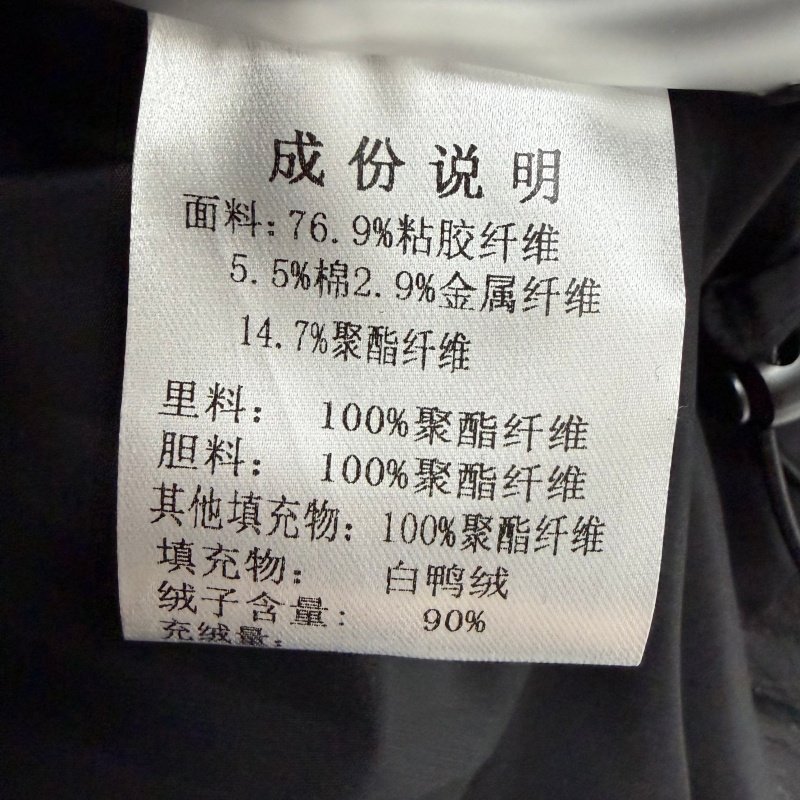 成份说明
面料:76.9%粘胶纤维
5.5%棉2.9%金属纤维
14.7%聚酯纤维
里料: 100%聚酯纤维
胆料: 100%聚酯纤维
其他填充物: 100%聚酯纤维
填充物: 白鸭绒
绒子含量: 90%
充绒量: